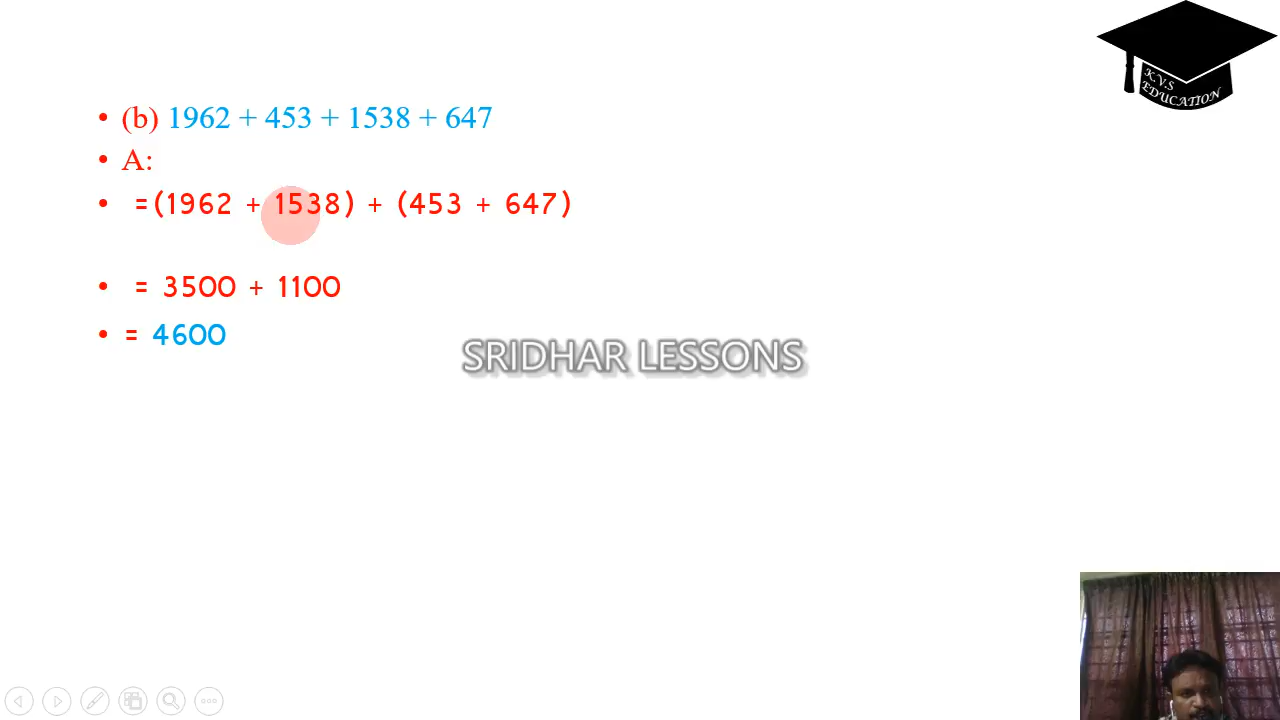 K.V.S
EDUCATION
• (b) 1962 + 453 + 1538 + 647
• A:
• =(1962 + 1538) + (453 + 647)
• = 3500 + 1100
• = 4600
SRIDHAR LESSONS